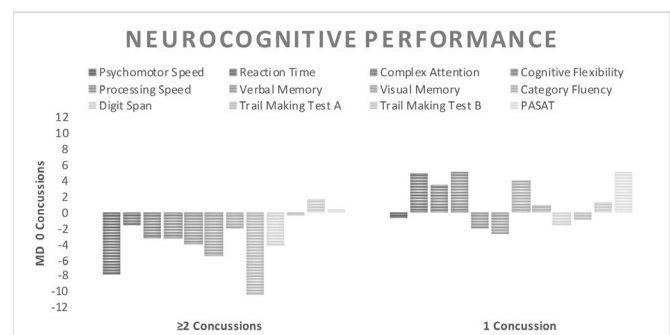 NEUROCOGNITIVE PERFORMANCE
Psychomotor Speed Reaction Time Complex Attention Cognitive Flexibility
Processing Speed Verbal Memory Visual Memory Category Fluency
Digit Span Trail Making Test A Trail Making Test B PASAT
MD 0 Concussions
12
10
8
6
4
2
0
-2
-4
-6
-8
-10
-12
≥2 Concussions 1 Concussion